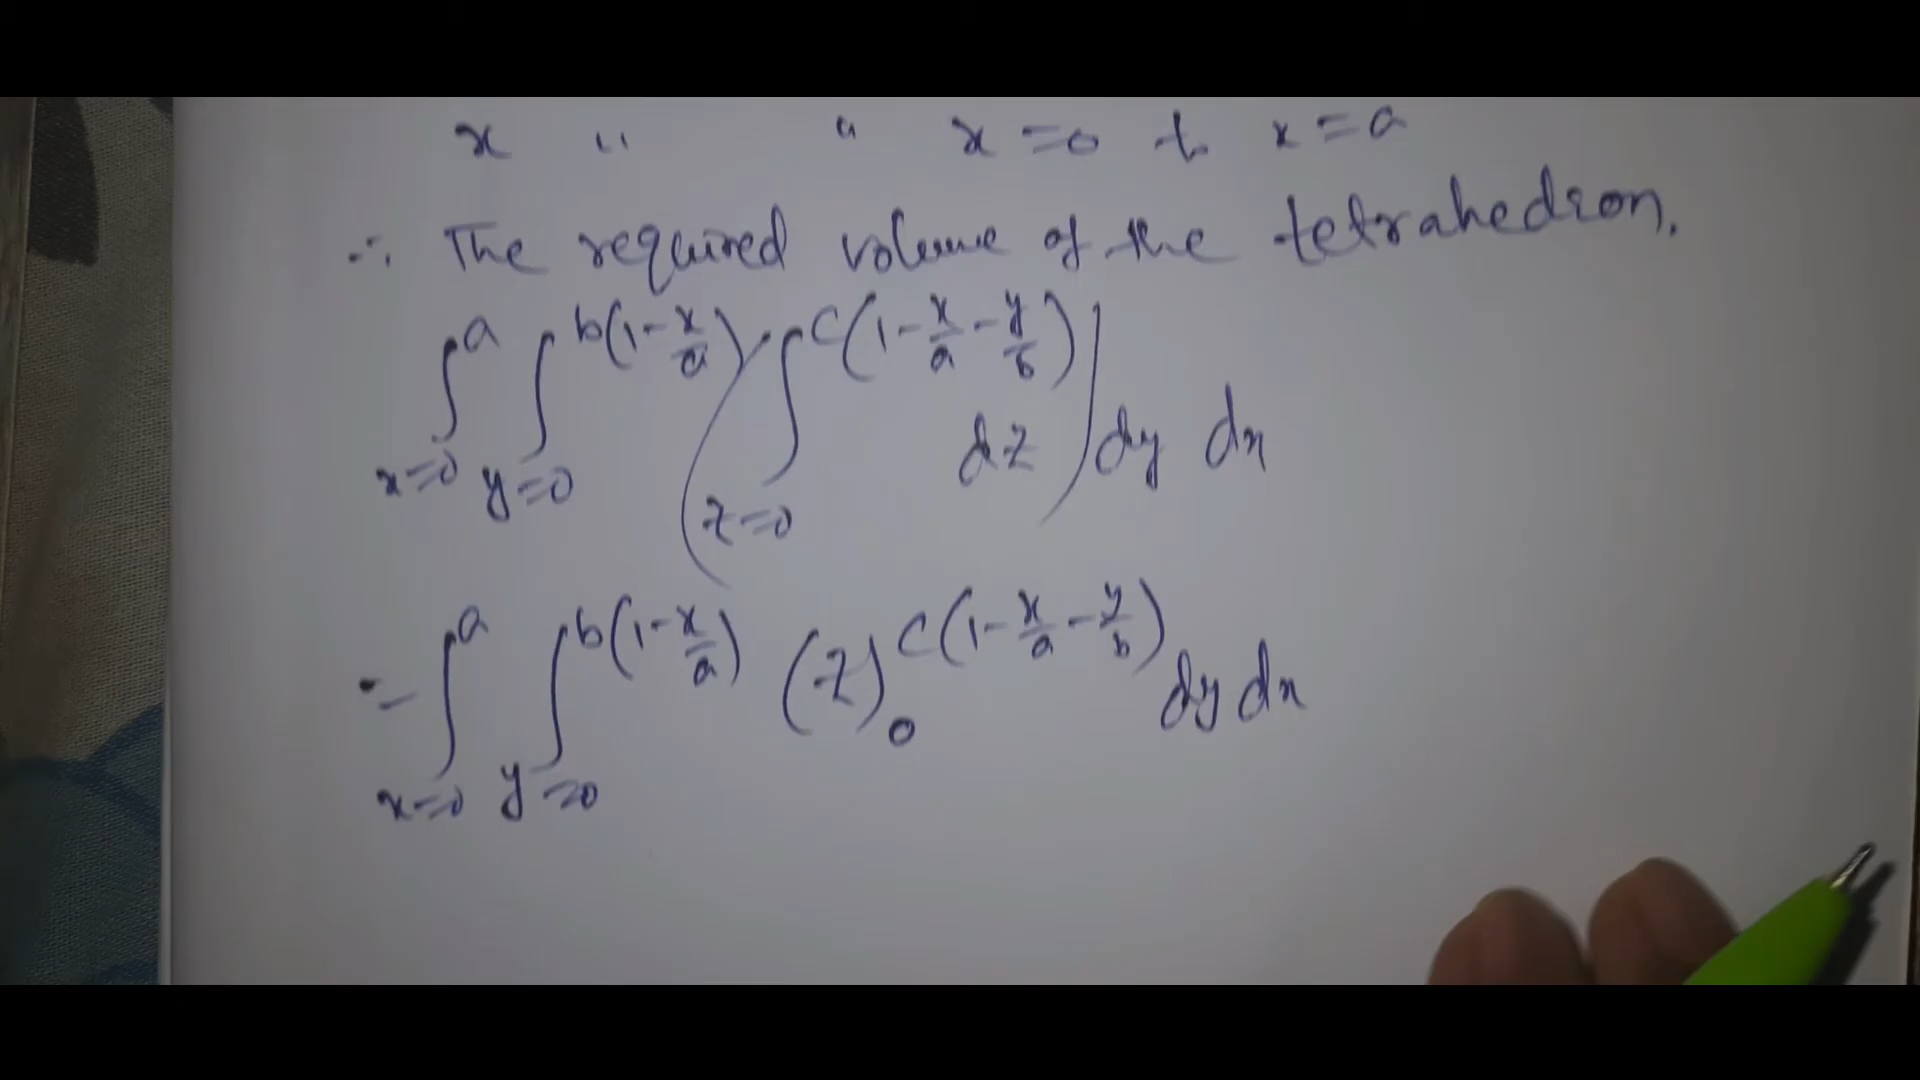 x " " x = 0 to x = a
∴ The required volume of the tetrahedron.
∫_{x=0}^{a} ∫_{y=0}^{b(1-x/a)} ( ∫_{z=0}^{c(1-x/a-y/b)} dz ) dy dx
= ∫_{x=0}^{a} ∫_{y=0}^{b(1-x/a)} (z)_{0}^{c(1-x/a-y/b)} dy dx